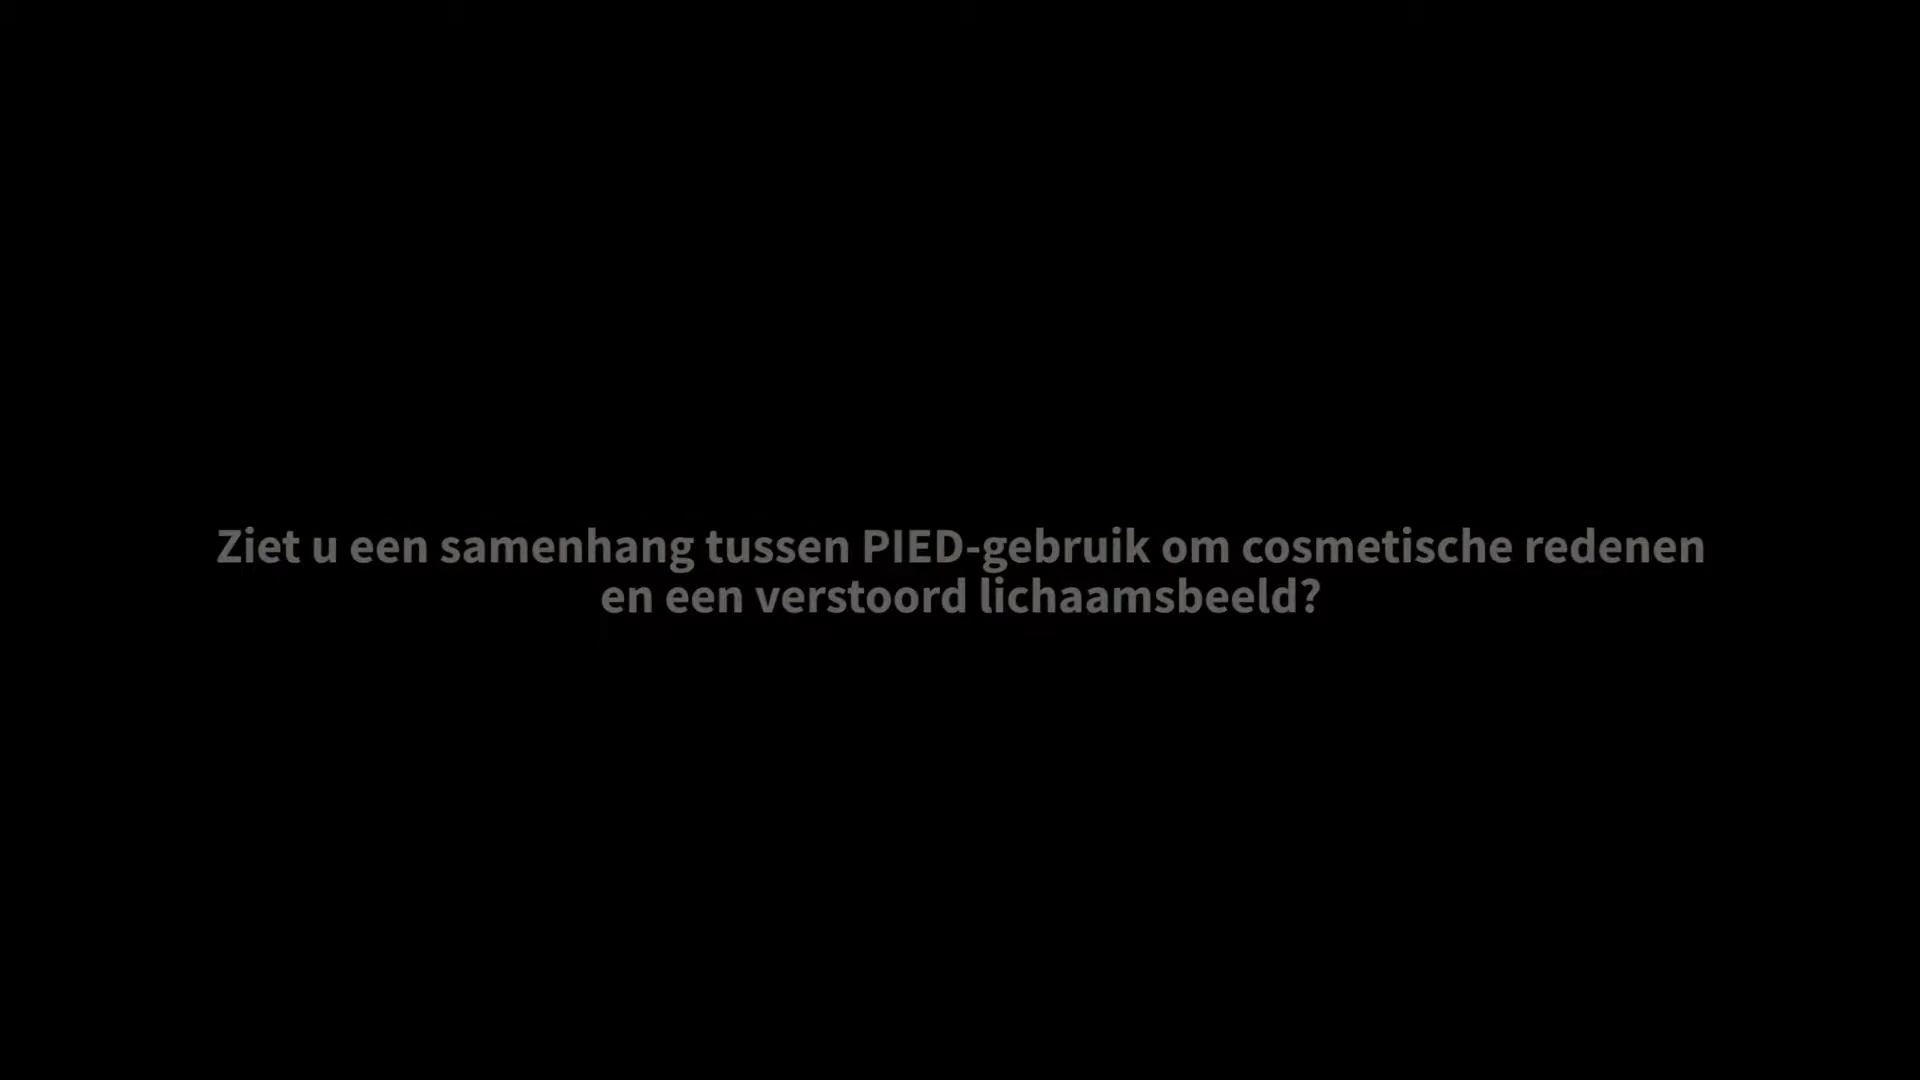 Ziet u een samenhang tussen PIED-gebruik om cosmetische redenen
en een verstoord lichaamsbeeld?